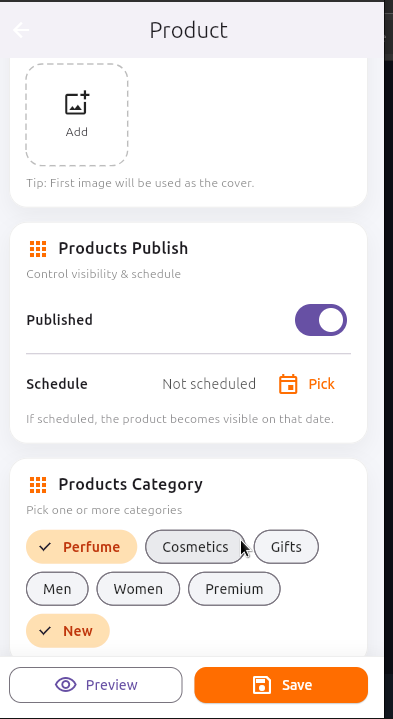 Product
Add
Tip: First image will be used as the cover.
Products Publish
Control visibility & schedule
Published
Schedule Not scheduled Pick
If scheduled, the product becomes visible on that date.
Products Category
Pick one or more categories
Perfume Cosmetics Gifts
Men Women Premium
New
Preview Save